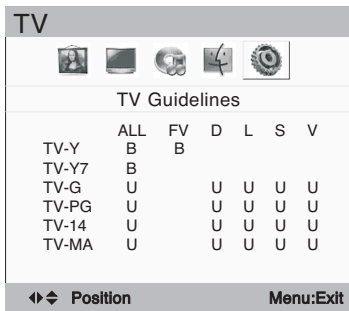 TV
TV Guidelines
ALL FV D L S V
TV-Y B B
TV-Y7 B
TV-G U U U U U
TV-PG U U U U U
TV-14 U U U U U
TV-MA U U U U U
Position Menu:Exit